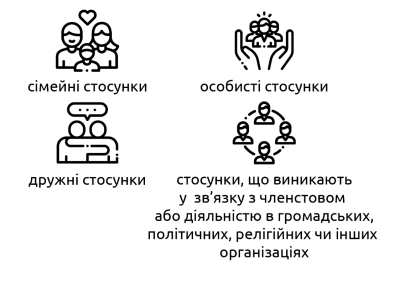 сімейні стосунки
особисті стосунки
дружні стосунки
стосунки, що виникають
у зв’язку з членстовом
або діяльністю в громадських,
політичних, релігійних чи інших
організаціях